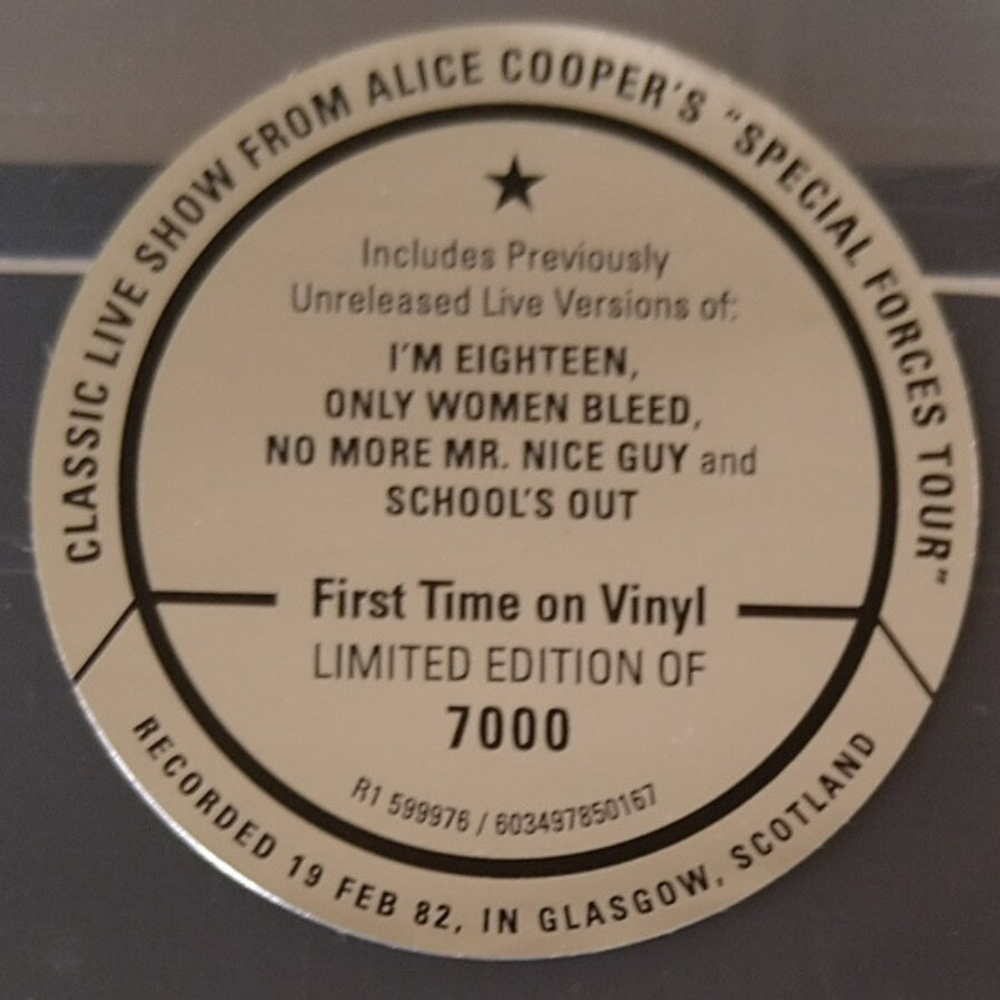 CLASSIC LIVE SHOW FROM ALICE COOPER'S "SPECIAL FORCES TOUR"
Includes Previously
Unreleased Live Versions of:
I'M EIGHTEEN,
ONLY WOMEN BLEED,
NO MORE MR. NICE GUY and
SCHOOL'S OUT
First Time on Vinyl
LIMITED EDITION OF
7000
R1 599976 / 603497850167
RECORDED 19 FEB 82, IN GLASGOW, SCOTLAND